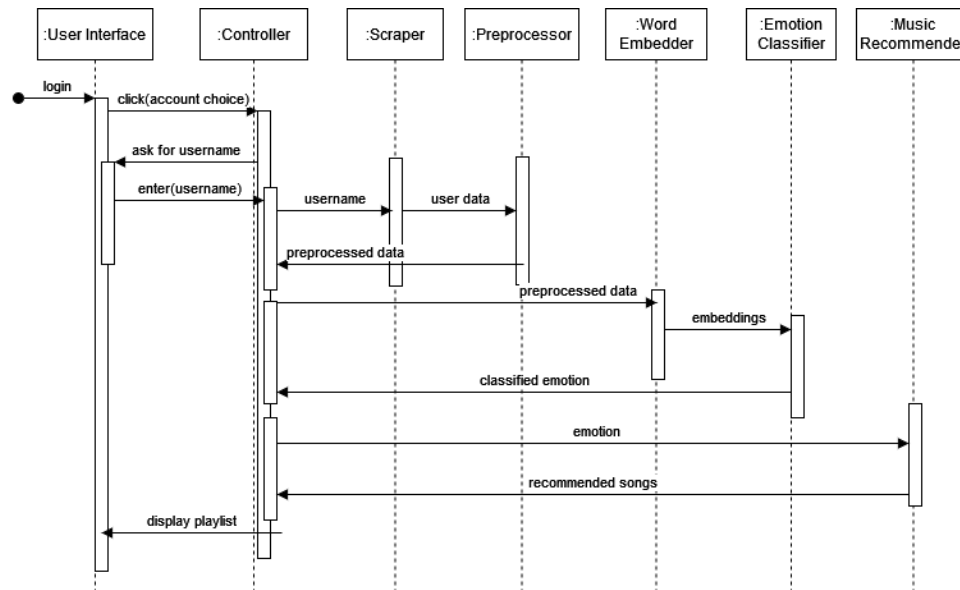 :User Interface
:Controller
:Scraper
:Preprocessor
:Word
Embedder
:Emotion
Classifier
:Music
Recommende
login
click(account choice)
ask for username
enter(username)
username
user data
preprocessed data
preprocessed data
embeddings
classified emotion
emotion
recommended songs
display playlist